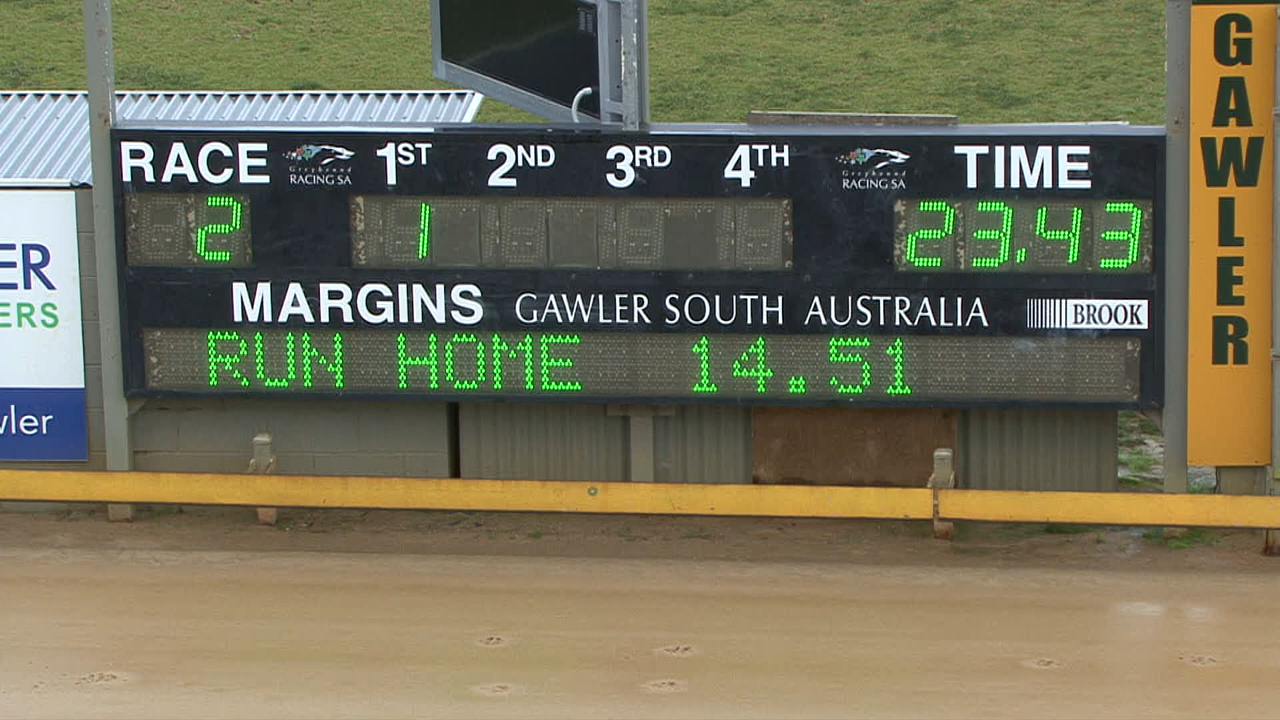 RACE
Greyhound
RACING SA
1ST 2ND 3RD 4TH
Greyhound
RACING SA
TIME
2 1 23.43
MARGINS GAWLER SOUTH AUSTRALIA BROOK
RUN HOME 14.51
GAWLER
ER
ERS
wler